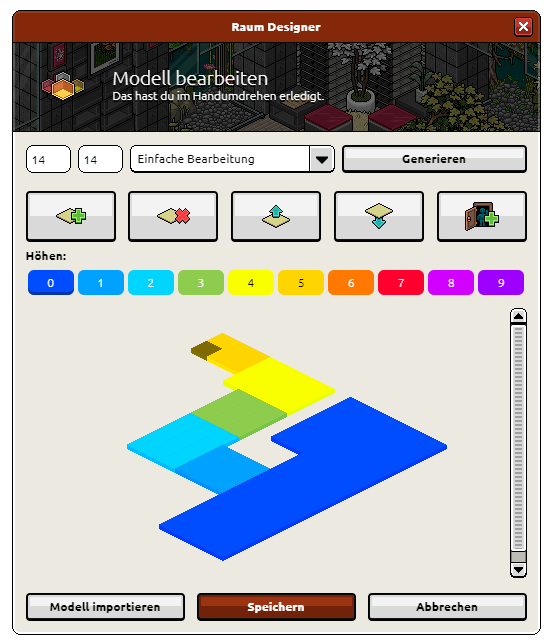 Raum Designer
Modell bearbeiten
Das hast du im Handumdrehen erledigt.
14 14 Einfache Bearbeitung Generieren
Höhen:
0 1 2 3 4 5 6 7 8 9
Modell importieren Speichern Abbrechen